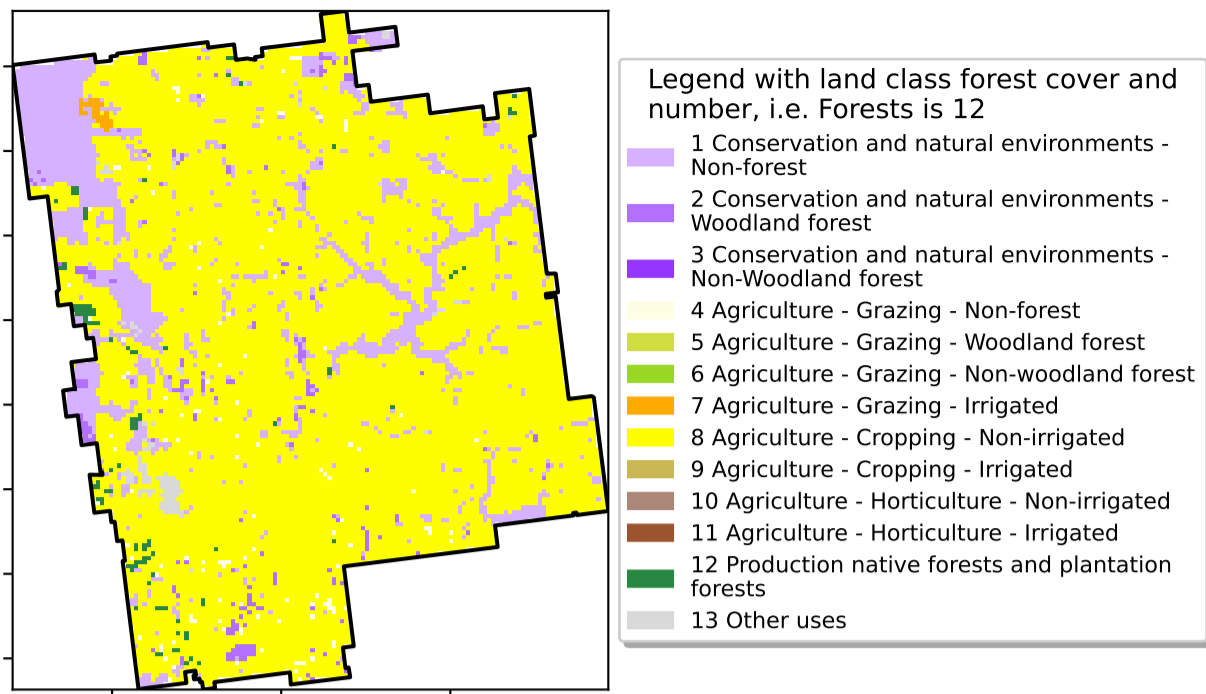 Legend with land class forest cover and
number, i.e. Forests is 12
1 Conservation and natural environments -
Non-forest
2 Conservation and natural environments -
Woodland forest
3 Conservation and natural environments -
Non-Woodland forest
4 Agriculture - Grazing - Non-forest
5 Agriculture - Grazing - Woodland forest
6 Agriculture - Grazing - Non-woodland forest
7 Agriculture - Grazing - Irrigated
8 Agriculture - Cropping - Non-irrigated
9 Agriculture - Cropping - Irrigated
10 Agriculture - Horticulture - Non-irrigated
11 Agriculture - Horticulture - Irrigated
12 Production native forests and plantation
forests
13 Other uses